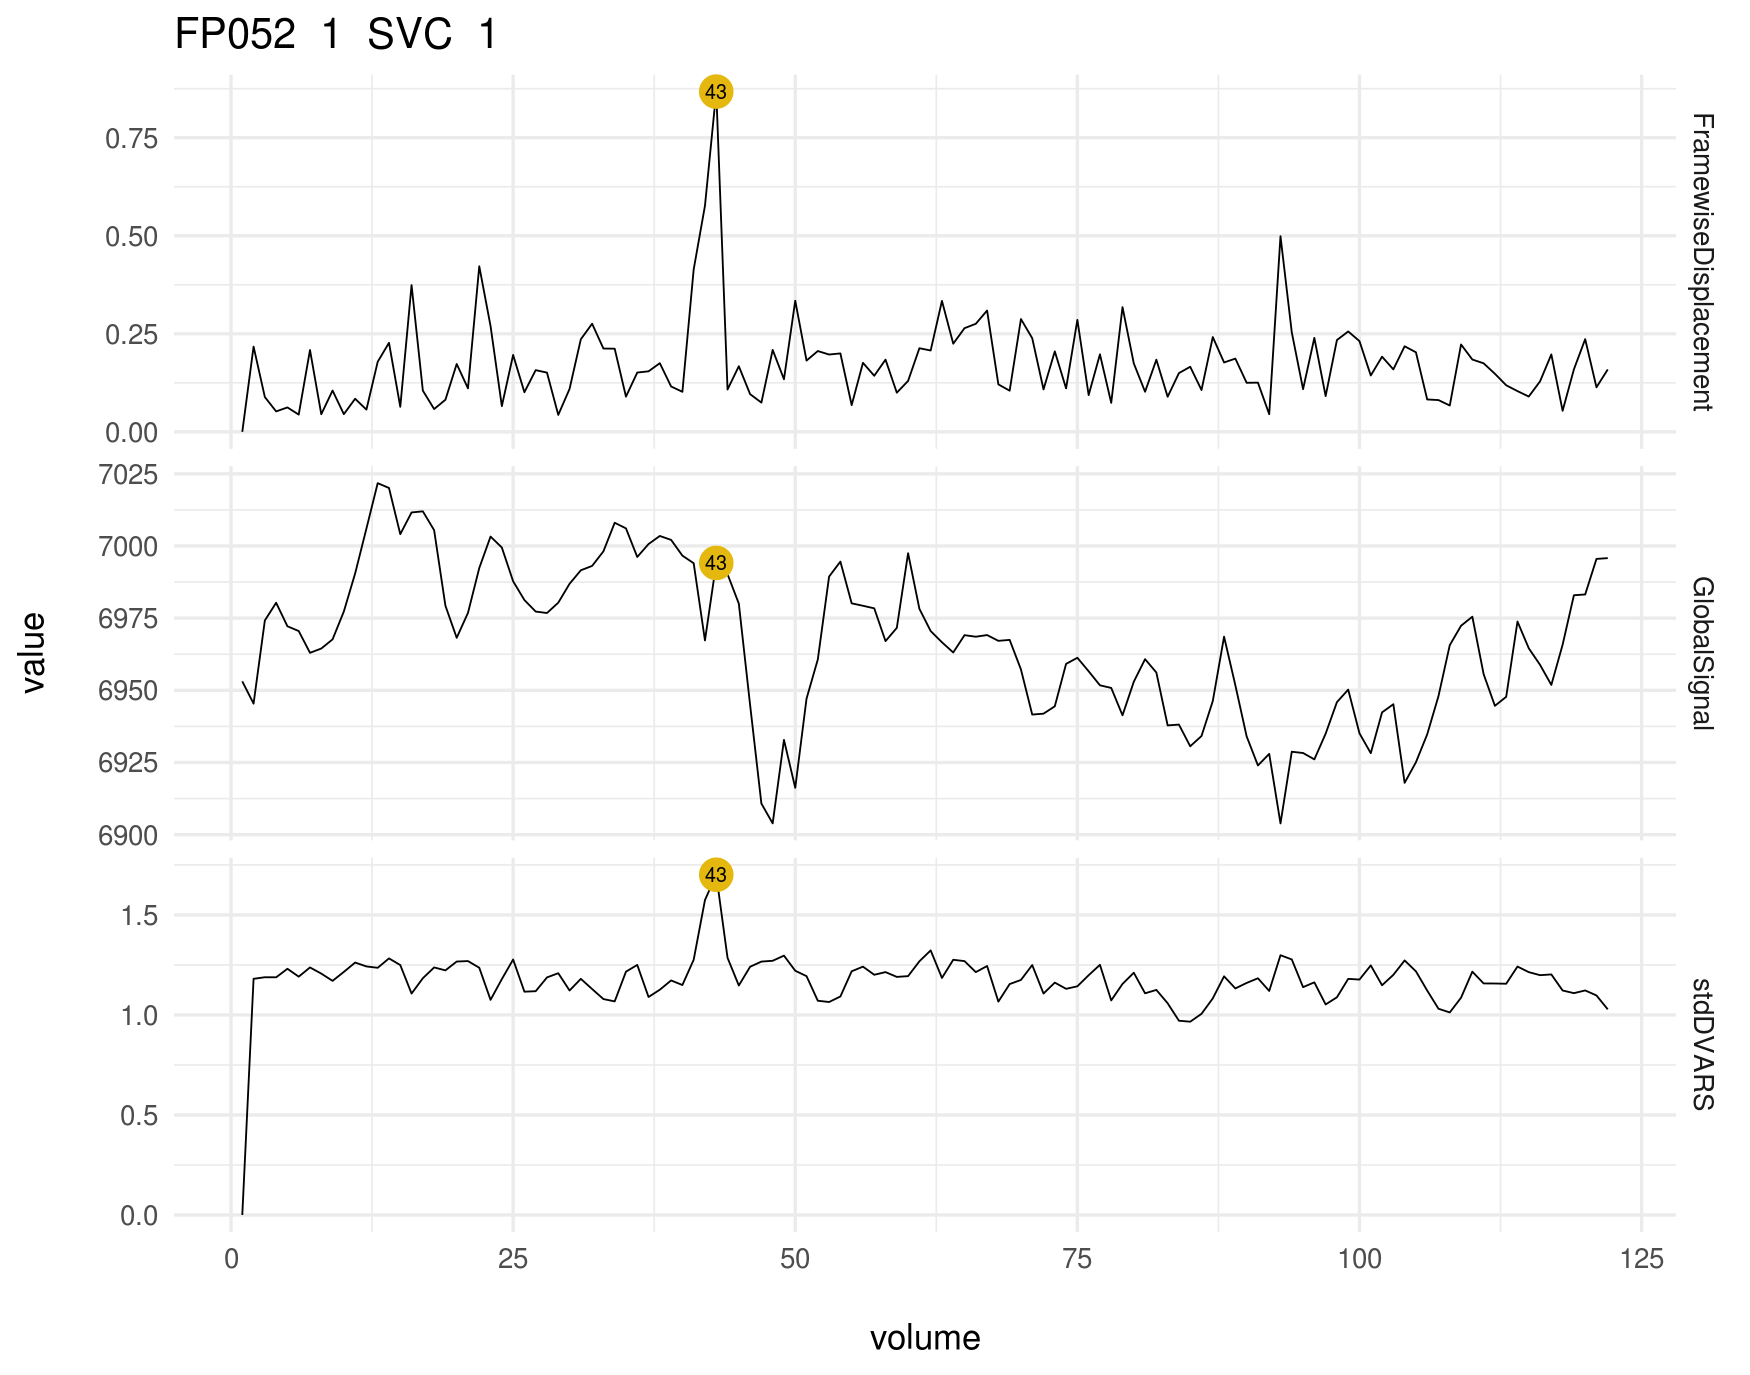 FP052 1 SVC 1
43
0.75
0.50
0.25
0.00
FramewiseDisplacement
7025
7000
6975
6950
6925
6900
43
GlobalSignal
value
43
1.5
1.0
0.5
0.0
stdDVARS
0 25 50 75 100 125
volume